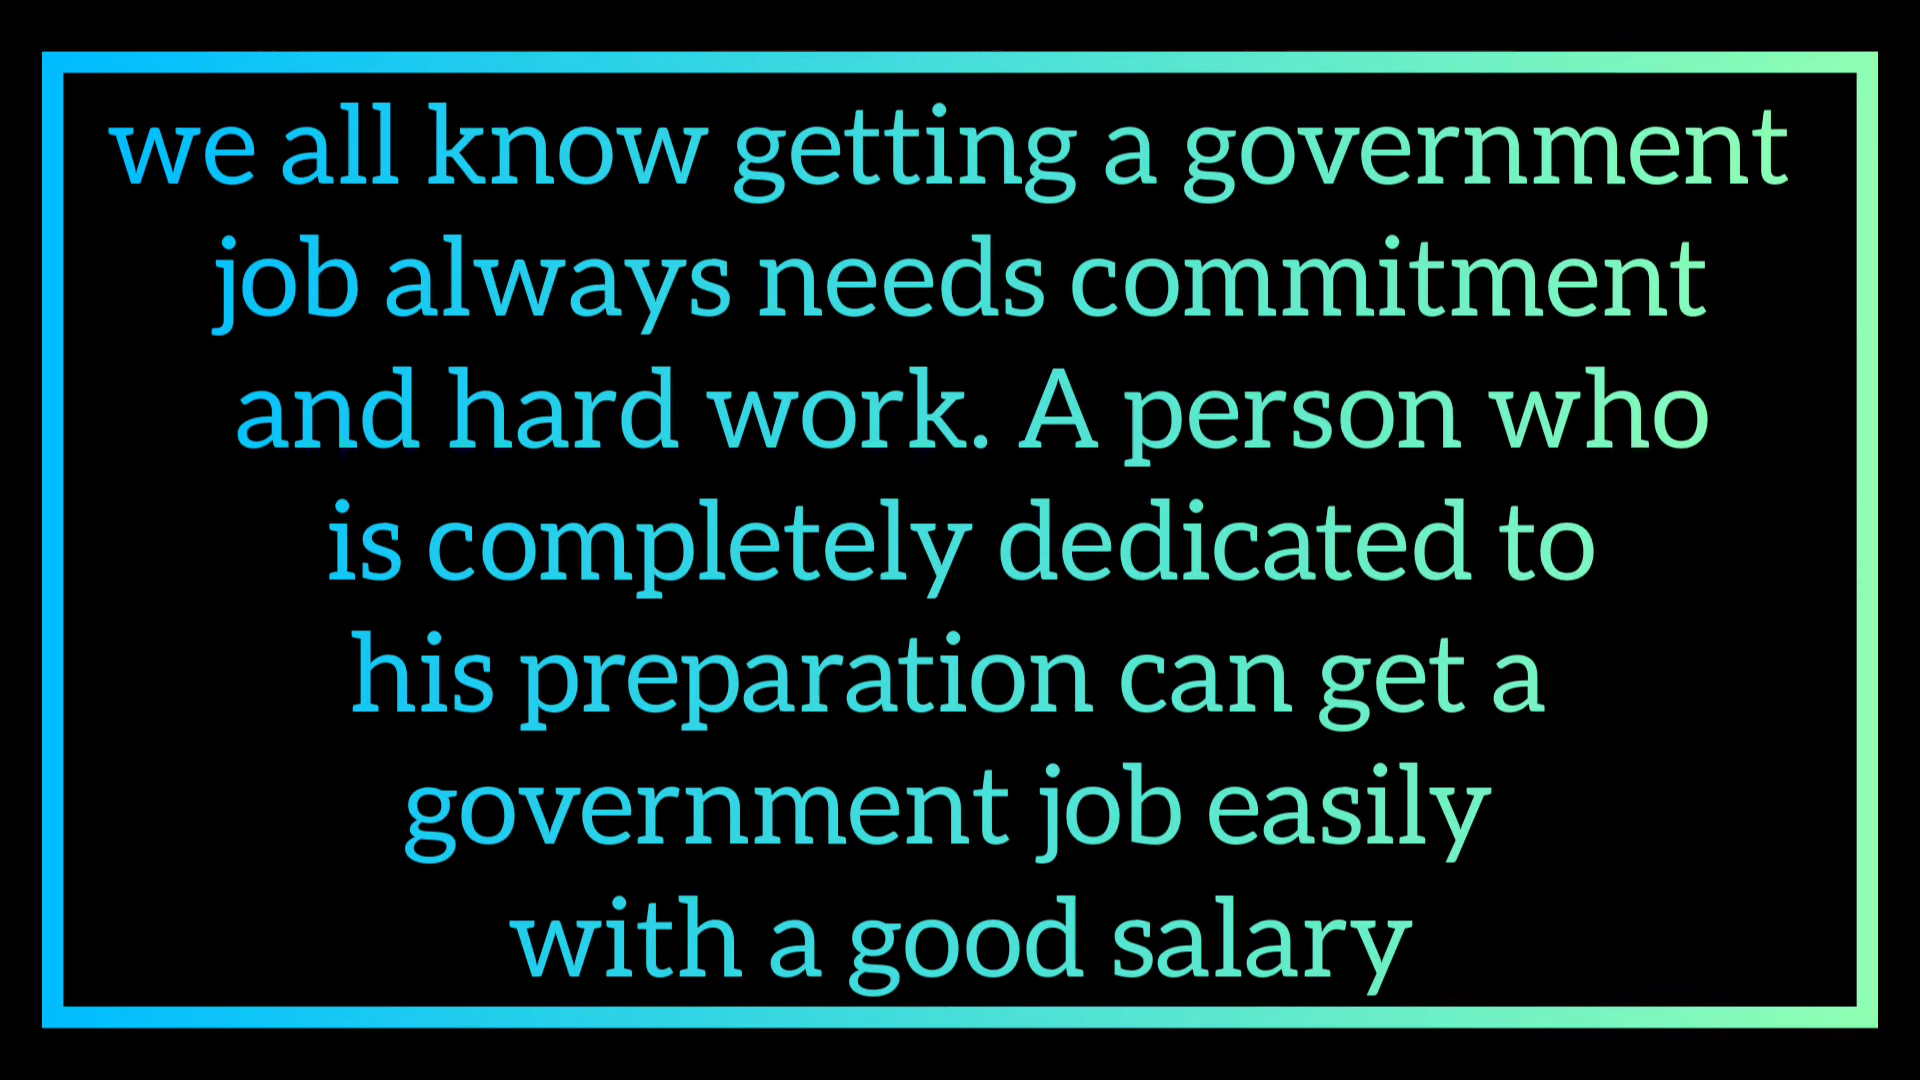 we all know getting a government
job always needs commitment
and hard work. A person who
is completely dedicated to
his preparation can get a
government job easily
with a good salary